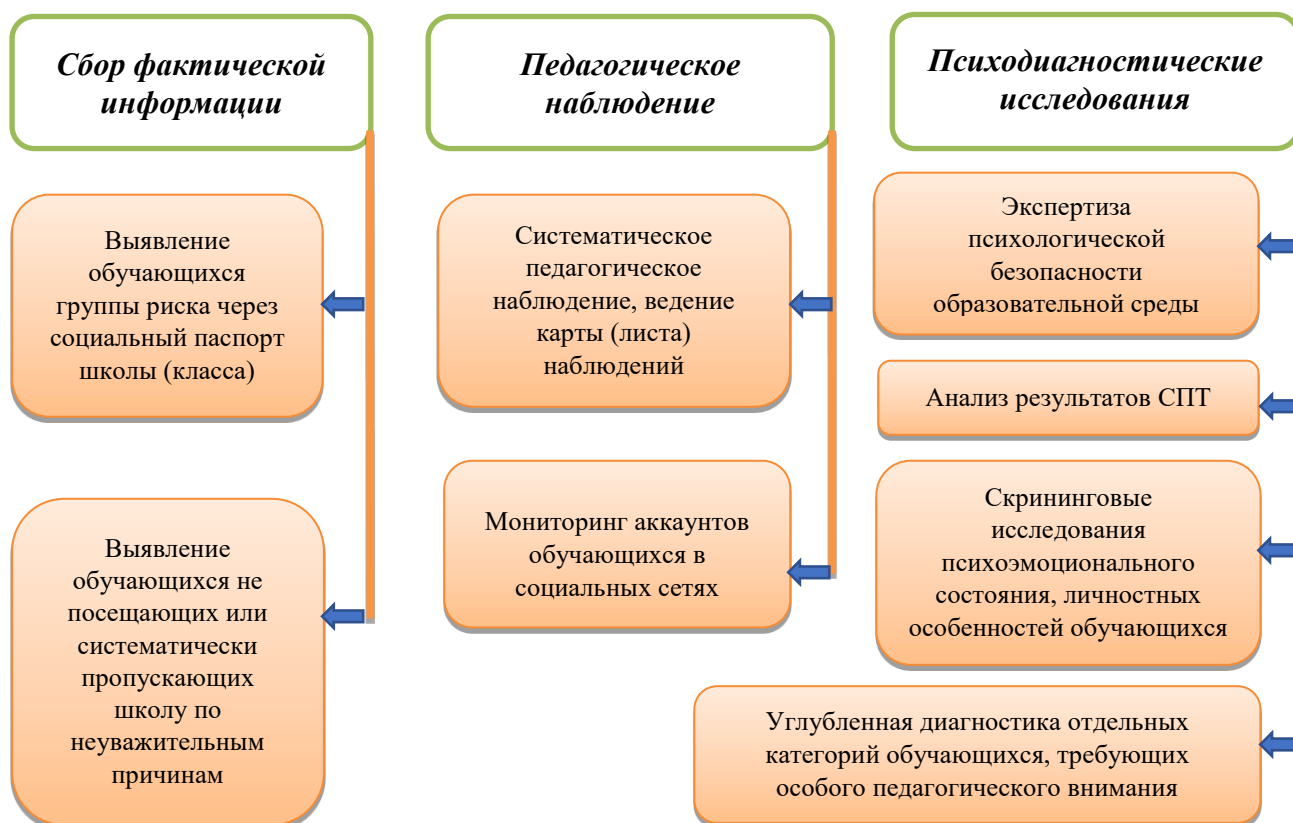 Сбор фактической
информации
Выявление
обучающихся
группы риска через
социальный паспорт
школы (класса)
Выявление
обучающихся не
посещающих или
систематически
пропускающих
школу по
неуважительным
причинам
Педагогическое
наблюдение
Систематическое
педагогическое
наблюдение, ведение
карты (листа)
наблюдений
Мониторинг аккаунтов
обучающихся в
социальных сетях
Психодиагностические
исследования
Экспертиза
психологической
безопасности
образовательной среды
Анализ результатов СПТ
Скрининговые
исследования
психоэмоционального
состояния, личностных
особенностей обучающихся
Углубленная диагностика отдельных
категорий обучающихся, требующих
особого педагогического внимания